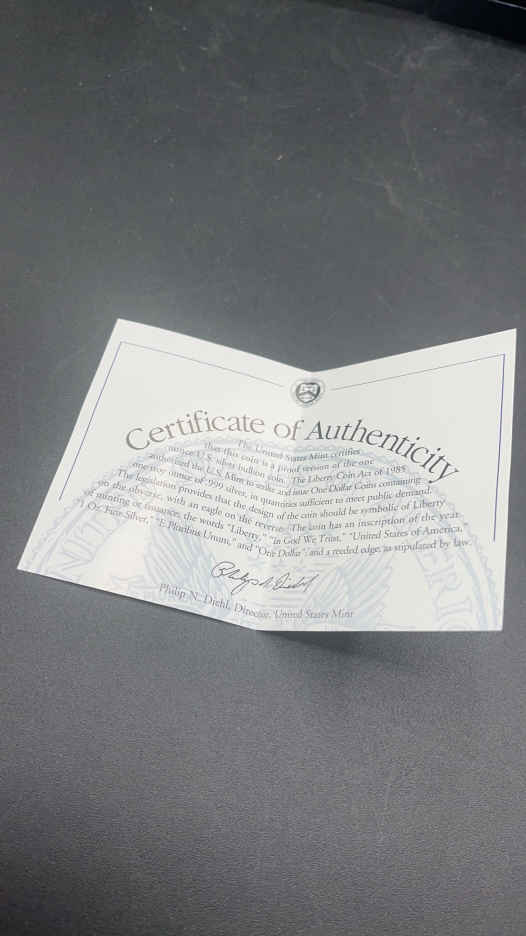 Certificate of Authenticity
The United States Mint certifies
that this coin is a proof version of the one
ounce U.S. silver bullion coin. The Liberty Coin Act of 1985
authorized the U.S. Mint to strike and issue One Dollar Coins containing
one troy ounce of .999 silver, in quantities sufficient to meet public demand.
The legislation provides that the design of the coin should be symbolic of Liberty
on the obverse, with an eagle on the reverse. The coin has an inscription of the year
of minting or issuance, the words "Liberty," "In God We Trust," "United States of America,
"1 Oz. Fine Silver," "E Pluribus Unum," and "One Dollar", and a reeded edge, as stipulated by law.
Philip N. Diehl
Philip N. Diehl, Director, United States Mint